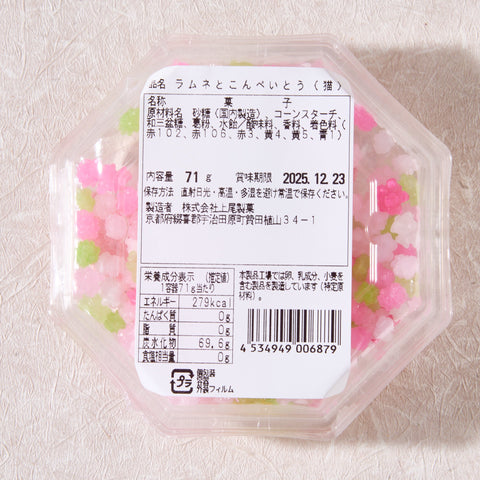 品名 ラムネとこんぺいとう(猫)
名称 菓子
原材料名 砂糖(国内製造)、コーンスターチ、
和三盆糖、葛粉、水飴/酸味料、香料、着色料(
赤102、赤106、赤3、黄4、黄5、青1)
内容量 71g 賞味期限 2025.12.23
保存方法 直射日光・高温・多湿を避け常温で保存ください。
製造者 株式会社上尾製菓
京都府綴喜郡宇治田原町贄田植山34-1
栄養成分表示 (推定値)
1容器71g当たり
エネルギー 279kcal
たんぱく質 0g
脂質 0g
炭水化物 69.6g
食塩相当量 0g
本製品工場では卵、乳成分、小麦を
含む製品を製造しています(特定原
材料)。
4 534949 006879
プラ
個包装
外装フィルム